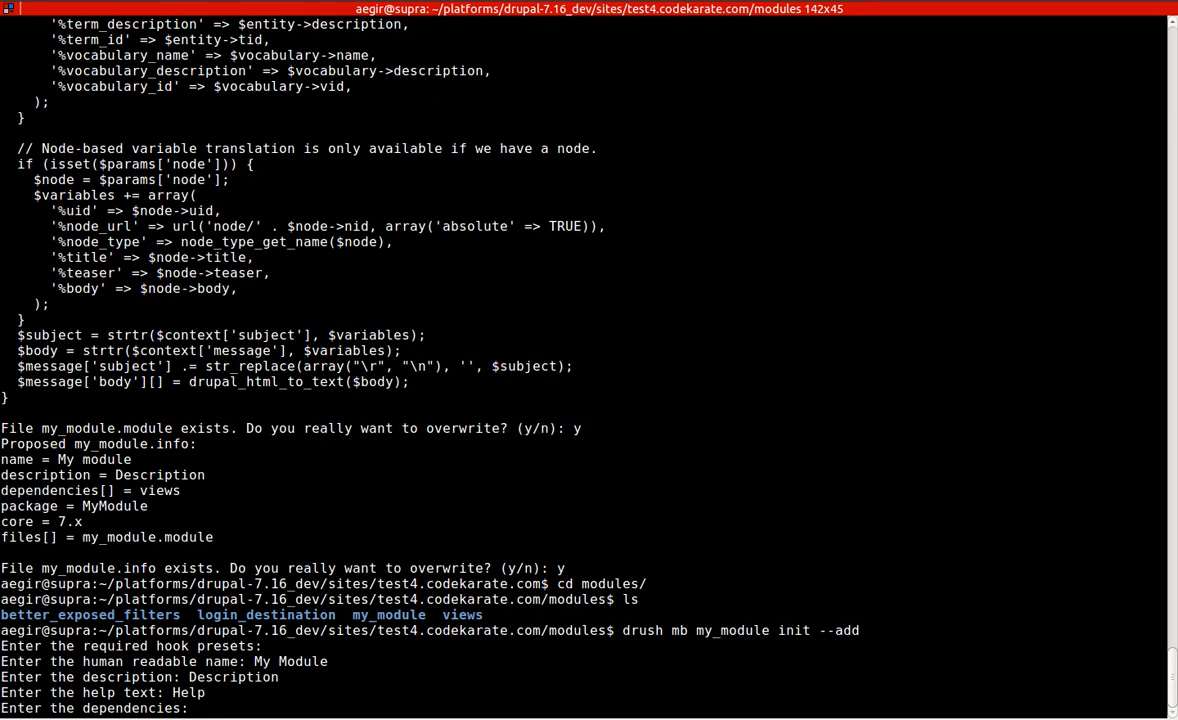 aegir@supra: ~/platforms/drupal-7.16_dev/sites/test4.codekarate.com/modules 142x45
      '%term_description' => $entity->description,
      '%term_id' => $entity->tid,
      '%vocabulary_name' => $vocabulary->name,
      '%vocabulary_description' => $vocabulary->description,
      '%vocabulary_id' => $vocabulary->vid,
    );
  }
  // Node-based variable translation is only available if we have a node.
  if (isset($params['node'])) {
    $node = $params['node'];
    $variables += array(
      '%uid' => $node->uid,
      '%node_url' => url('node/' . $node->nid, array('absolute' => TRUE)),
      '%node_type' => node_type_get_name($node),
      '%title' => $node->title,
      '%teaser' => $node->teaser,
      '%body' => $node->body,
    );
  }
  $subject = strtr($context['subject'], $variables);
  $body = strtr($context['message'], $variables);
  $message['subject'] .= str_replace(array("\r", "\n"), '', $subject);
  $message['body'][] = drupal_html_to_text($body);
}
File my_module.module exists. Do you really want to overwrite? (y/n): y
Proposed my_module.info:
name = My module
description = Description
dependencies[] = views
package = MyModule
core = 7.x
files[] = my_module.module
File my_module.info exists. Do you really want to overwrite? (y/n): y
aegir@supra:~/platforms/drupal-7.16_dev/sites/test4.codekarate.com$ cd modules/
aegir@supra:~/platforms/drupal-7.16_dev/sites/test4.codekarate.com/modules$ ls
better_exposed_filters  login_destination  my_module  views
aegir@supra:~/platforms/drupal-7.16_dev/sites/test4.codekarate.com/modules$ drush mb my_module init --add
Enter the required hook presets:
Enter the human readable name: My Module
Enter the description: Description
Enter the help text: Help
Enter the dependencies: